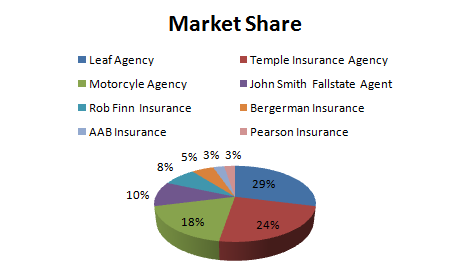 Market Share
Leaf Agency
Temple Insurance Agency
Motorcyle Agency
John Smith Fallstate Agent
Rob Finn Insurance
Bergerman Insurance
AAB Insurance
Pearson Insurance
5% 3% 3%
8%
29%
10%
18%
24%